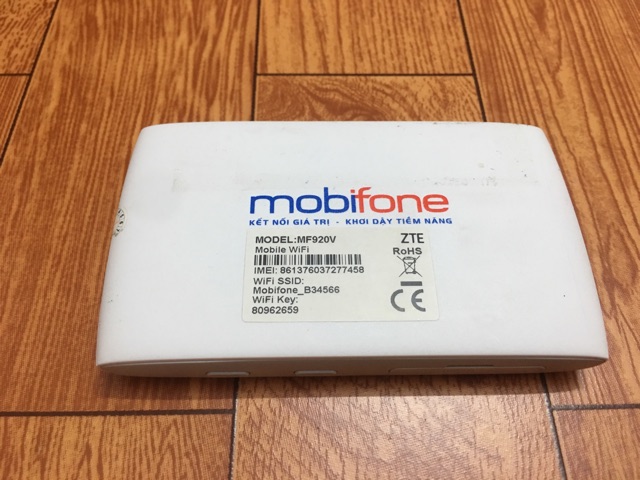 mobifone
KẾT NỐI GIÁ TRỊ - KHƠI DẬY TIỀM NĂNG
MODEL:MF920V
ZTE
Mobile WiFi
RoHS
IMEI: 861376037277458
WiFi SSID:
Mobifone_B34566
WiFi Key:
80962659
CE